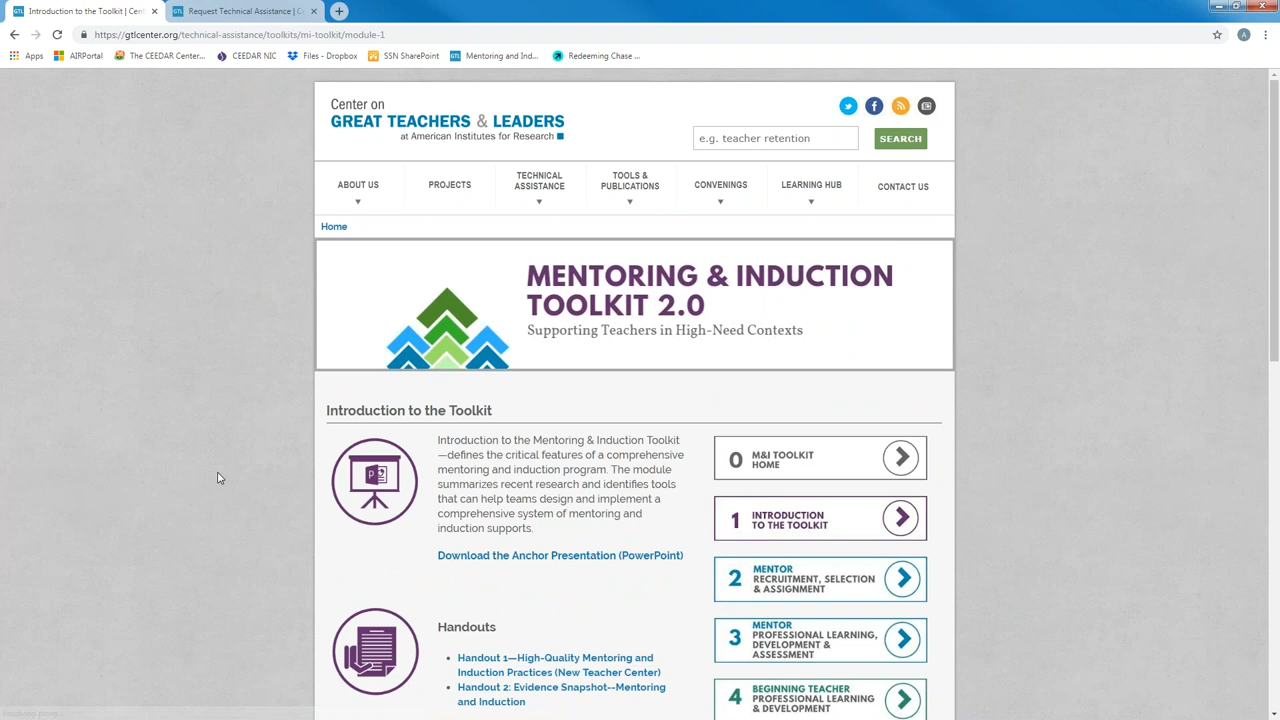 Introduction to the Toolkit | Cent
Request Technical Assistance | C
https://gtlcenter.org/technical-assistance/toolkits/mi-toolkit/module-1
Apps
AIRPortal
The CEEDAR Center...
CEEDAR NIC
Files - Dropbox
SSN SharePoint
Mentoring and Ind...
Redeeming Chase ...
Center on
GREAT TEACHERS & LEADERS
at American Institutes for Research
e.g. teacher retention
SEARCH
ABOUT US
PROJECTS
TECHNICAL
ASSISTANCE
TOOLS &
PUBLICATIONS
CONVENINGS
LEARNING HUB
CONTACT US
Home
MENTORING & INDUCTION
TOOLKIT 2.0
Supporting Teachers in High-Need Contexts
Introduction to the Toolkit
Introduction to the Mentoring & Induction Toolkit
—defines the critical features of a comprehensive
mentoring and induction program. The module
summarizes recent research and identifies tools
that can help teams design and implement a
comprehensive system of mentoring and
induction supports.
Download the Anchor Presentation (PowerPoint)
Handouts
Handout 1—High-Quality Mentoring and
Induction Practices (New Teacher Center)
Handout 2: Evidence Snapshot--Mentoring
and Induction
0 M&I TOOLKIT
HOME
1 INTRODUCTION
TO THE TOOLKIT
2 MENTOR
RECRUITMENT, SELECTION
& ASSIGNMENT
3 MENTOR
PROFESSIONAL LEARNING,
DEVELOPMENT &
ASSESSMENT
4 BEGINNING TEACHER
PROFESSIONAL LEARNING
& DEVELOPMENT